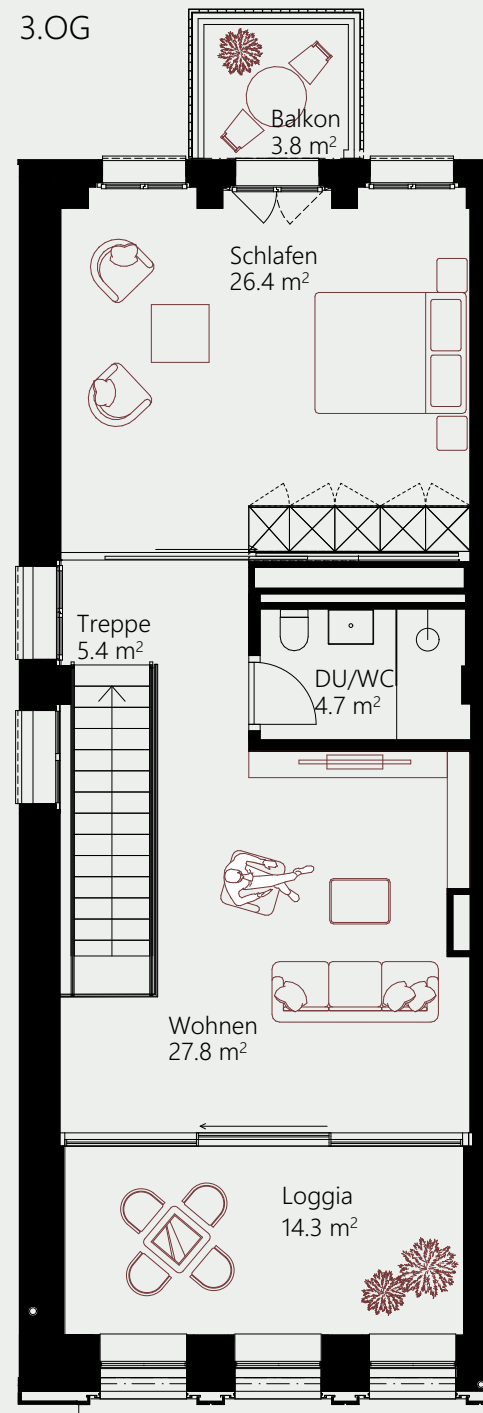 3.OG
Balkon
3.8 m²
Schlafen
26.4 m²
Treppe
5.4 m²
DU/WC
4.7 m²
Wohnen
27.8 m²
Loggia
14.3 m²